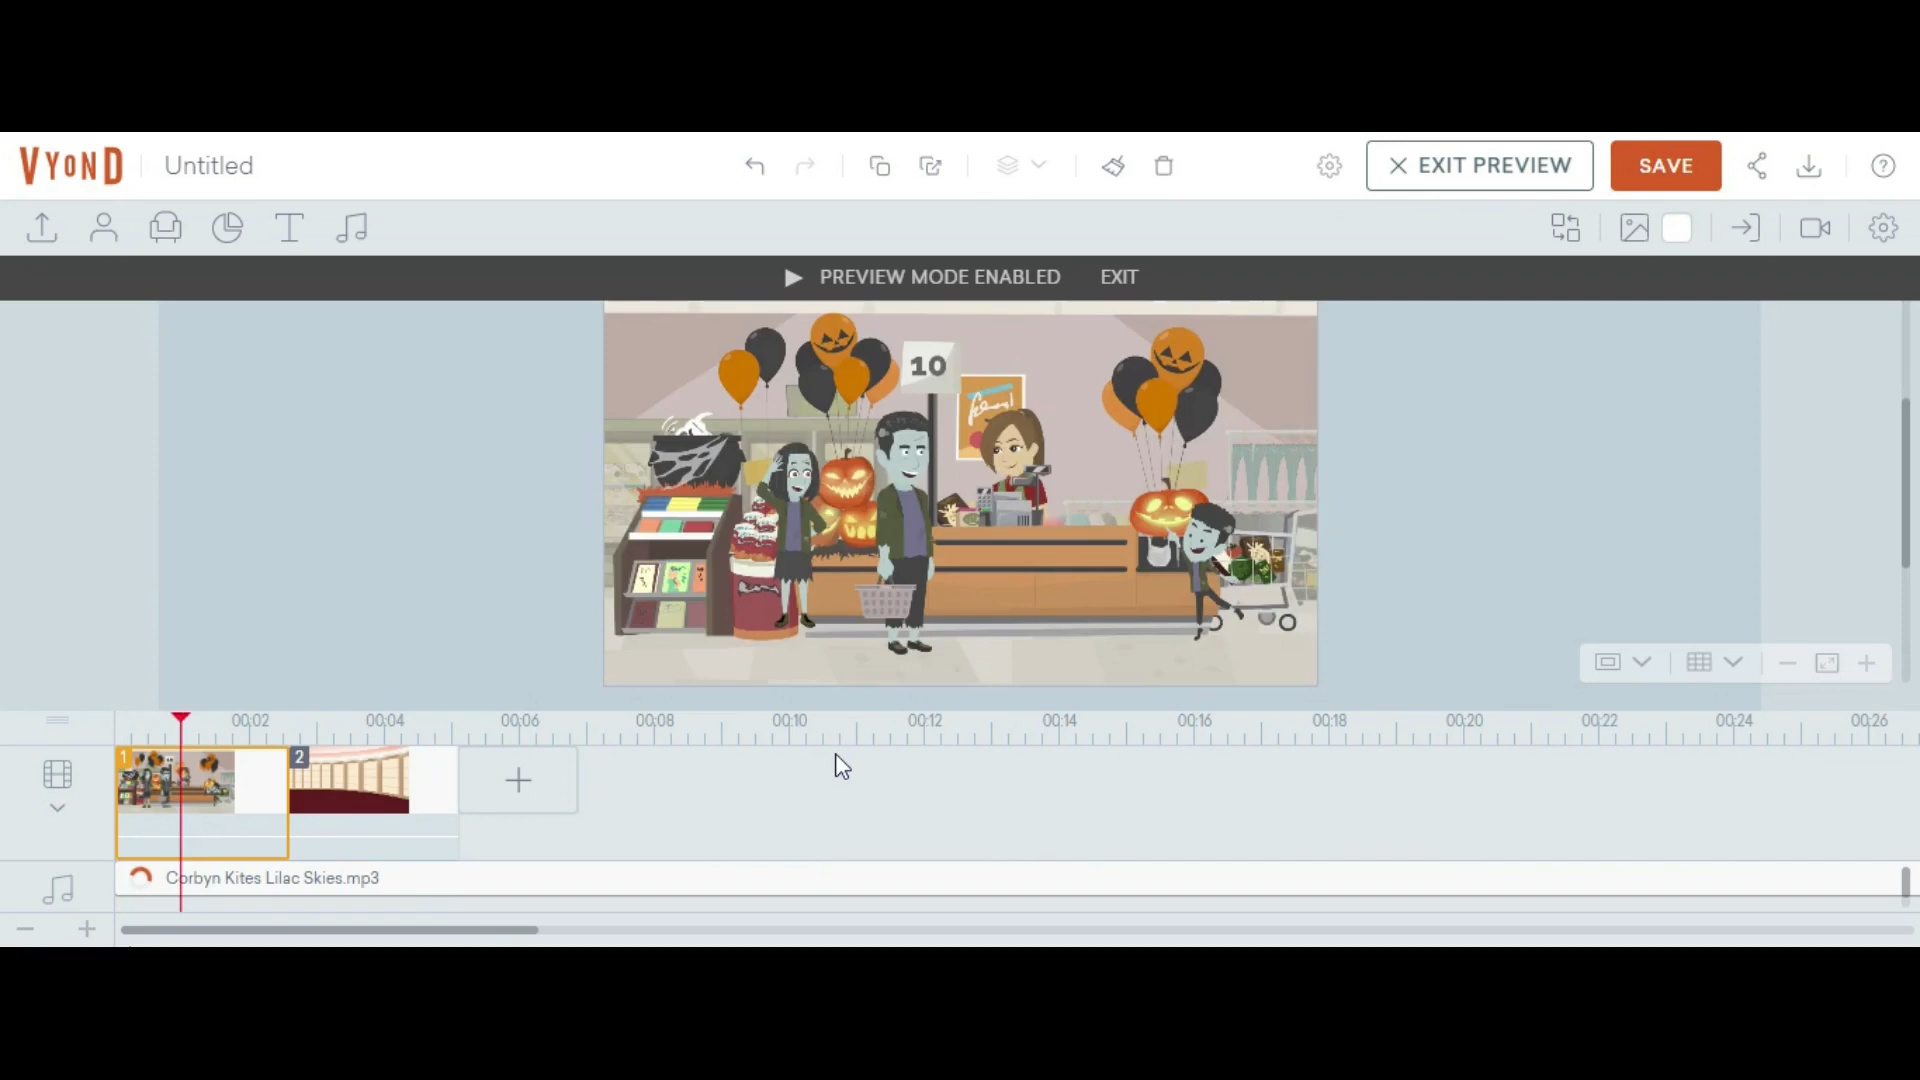 VYOND
Untitled
EXIT PREVIEW
SAVE
PREVIEW MODE ENABLED
EXIT
10
00:02
00:04
00:06
00:08
00:10
00:12
00:14
00:16
00:18
00:20
00:22
00:24
00:26
1
2
Corbyn Kites Lilac Skies.mp3